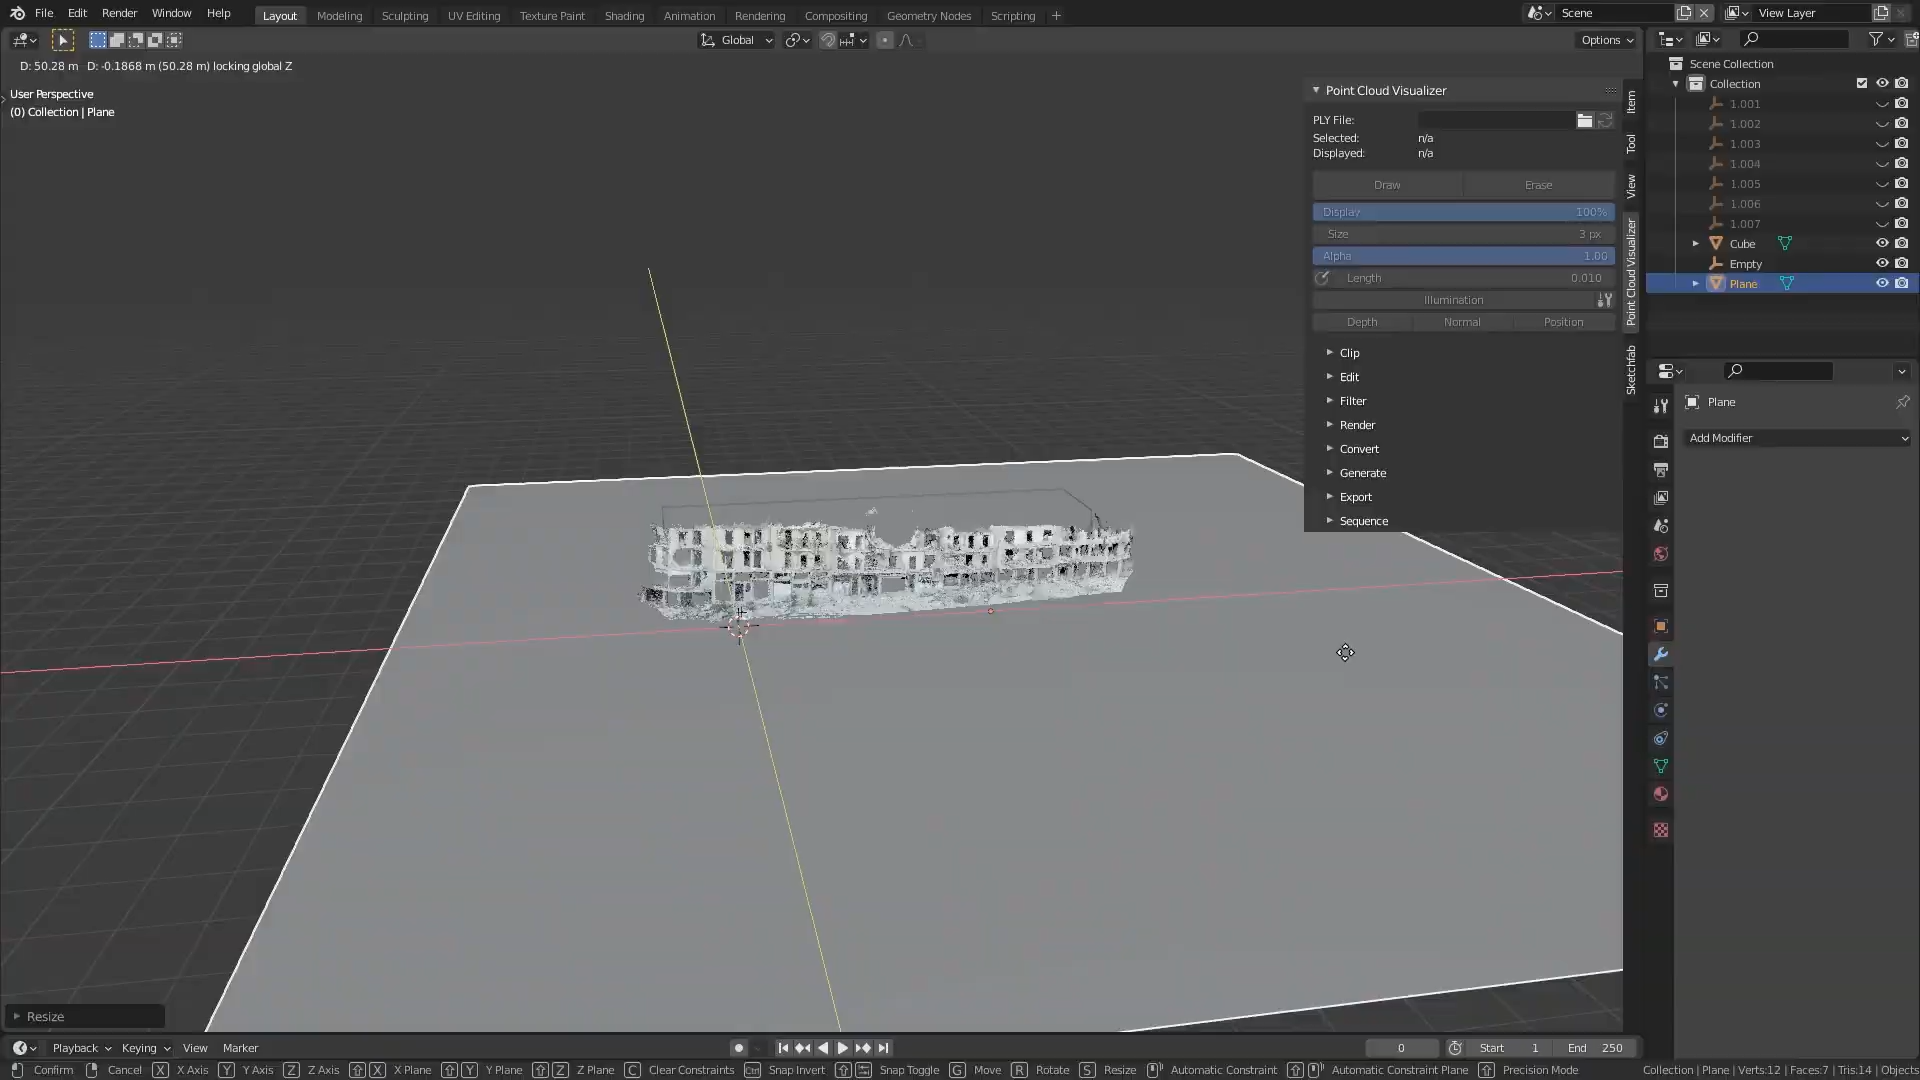 File Edit Render Window Help Layout Modeling Sculpting UV Editing Texture Paint Shading Animation Rendering Compositing Geometry Nodes Scripting + Scene View Layer
Global Options
D: 50.28 m D: -0.1868 m (50.28 m) locking global Z
User Perspective
(0) Collection | Plane
Point Cloud Visualizer
PLY File:
Selected: n/a
Displayed: n/a
Draw Erase
Display 100%
Size 3 px
Alpha 1.00
Length 0.010
Illumination
Depth Normal Position
Clip
Edit
Filter
Render
Convert
Generate
Export
Sequence
Item
Tool
View
Point Cloud Visualizer
Sketchfab
Scene Collection
Collection
1.001
1.002
1.003
1.004
1.005
1.006
1.007
Cube
Empty
Plane
Plane
Add Modifier
Resize
Playback Keying View Marker 0 Start 1 End 250
Confirm Cancel X X Axis Y Y Axis Z Z Axis X X Plane Y Y Plane Z Z Plane C Clear Constraints Ctrl Snap Invert Snap Toggle G Move R Rotate S Resize Automatic Constraint Automatic Constraint Plane Precision Mode Collection | Plane | Verts:12 | Faces:7 | Tris:14 | Objects